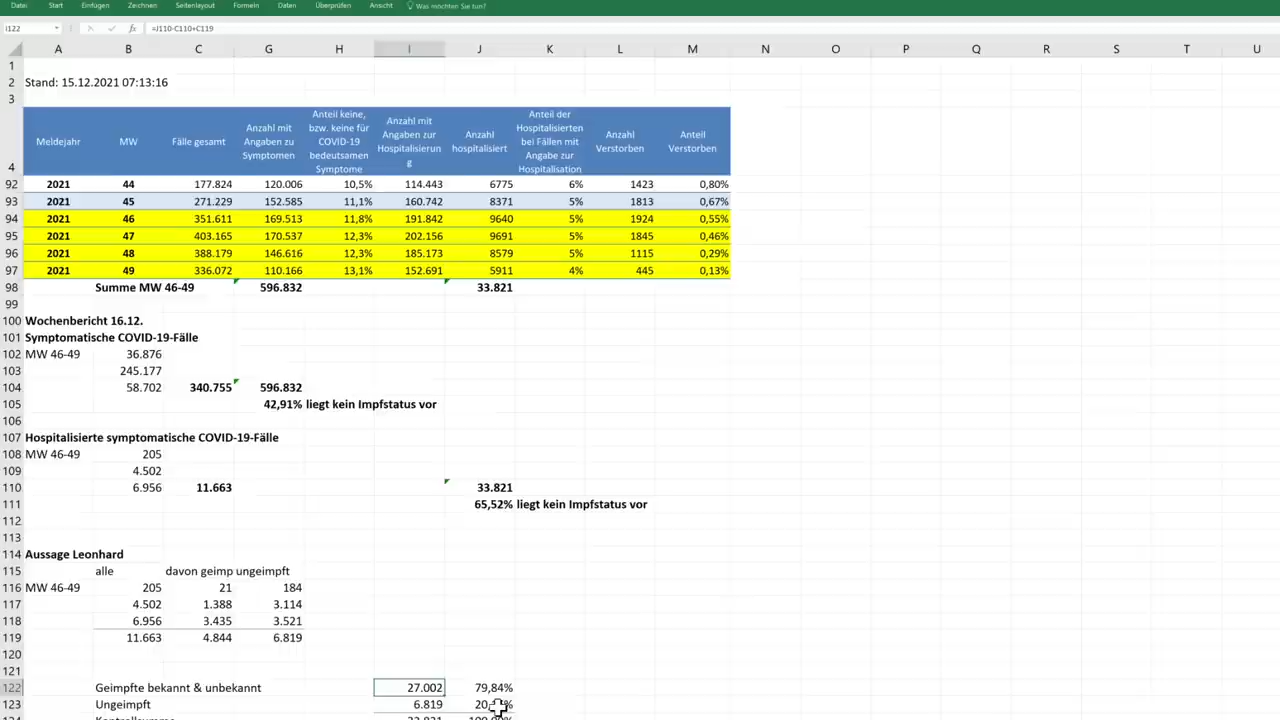 Datei Start Einfügen Zeichnen Seitenlayout Formeln Daten Überprüfen Ansicht Was möchten Sie tun?
I122 fx =J110-C110+C119
A B C G H I J K L M N O P Q R S T U
1
2 Stand: 15.12.2021 07:13:16
3
4 Meldejahr MW Fälle gesamt Anzahl mit Angaben zu Symptomen Anteil keine, bzw. keine für COVID-19 bedeutsamen Symptome Anzahl mit Angaben zur Hospitalisierung Anzahl hospitalisiert Anteil der Hospitalisierten bei Fällen mit Angabe zur Hospitalisation Anzahl Verstorben Anteil Verstorben
92 2021 44 177.824 120.006 10,5% 114.443 6775 6% 1423 0,80%
93 2021 45 271.229 152.585 11,1% 160.742 8371 5% 1813 0,67%
94 2021 46 351.611 169.513 11,8% 191.842 9640 5% 1924 0,55%
95 2021 47 403.165 170.537 12,3% 202.156 9691 5% 1845 0,46%
96 2021 48 388.179 146.616 12,3% 185.173 8579 5% 1115 0,29%
97 2021 49 336.072 110.166 13,1% 152.691 5911 4% 445 0,13%
98 Summe MW 46-49 596.832 33.821
99
100 Wochenbericht 16.12.
101 Symptomatische COVID-19-Fälle
102 MW 46-49 36.876
103 245.177
104 58.702 340.755 596.832
105 42,91% liegt kein Impfstatus vor
106
107 Hospitalisierte symptomatische COVID-19-Fälle
108 MW 46-49 205
109 4.502
110 6.956 11.663 33.821
111 65,52% liegt kein Impfstatus vor
112
113
114 Aussage Leonhard
115 alle davon geimp ungeimpft
116 MW 46-49 205 21 184
117 4.502 1.388 3.114
118 6.956 3.435 3.521
119 11.663 4.844 6.819
120
121
122 Geimpfte bekannt & unbekannt 27.002 79,84%
123 Ungeimpft 6.819
124 Kontrollsumme 33.821 100,00%